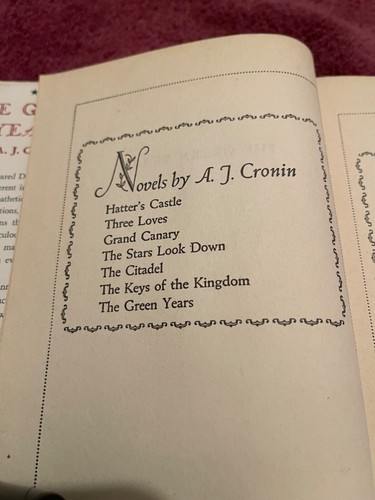 Novels by A. J. Cronin
Hatter's Castle
Three Loves
Grand Canary
The Stars Look Down
The Citadel
The Keys of the Kingdom
The Green Years